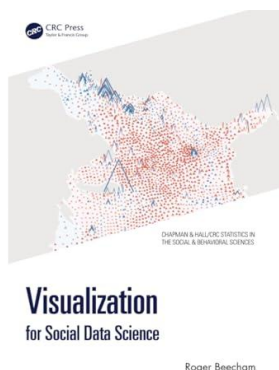 CRC
CRC Press
Taylor & Francis Group
CHAPMAN & HALL/CRC STATISTICS IN
THE SOCIAL & BEHAVIORAL SCIENCES
Visualization
for Social Data Science
Roger Beecham